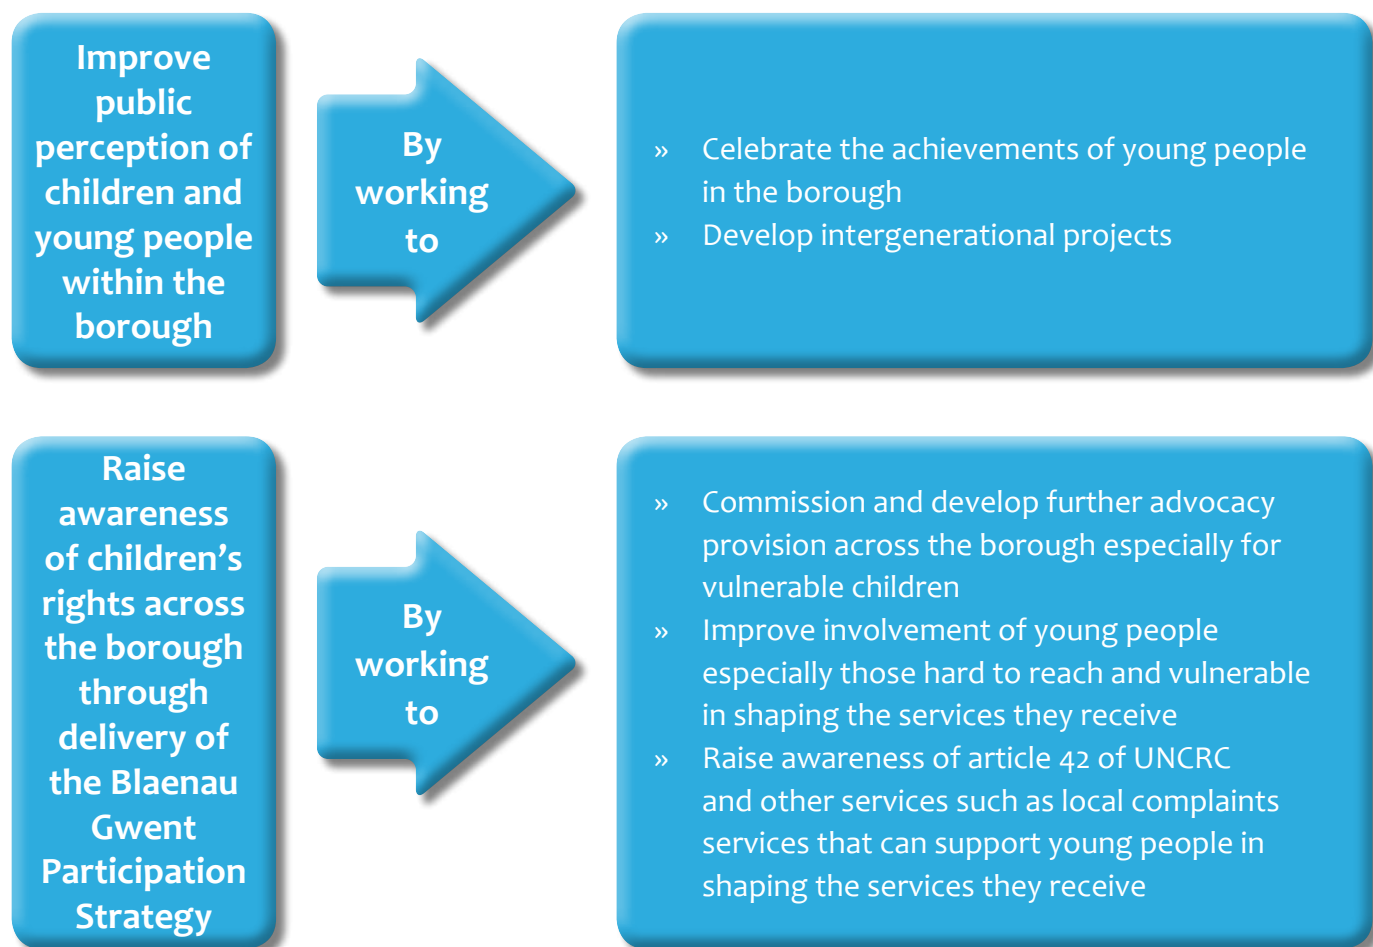 Improve
public
perception of
children and
young people
within the
borough
By
working
to
» Celebrate the achievements of young people
in the borough
» Develop intergenerational projects
Raise
awareness
of children’s
rights across
the borough
through
delivery of
the Blaenau
Gwent
Participation
Strategy
By
working
to
» Commission and develop further advocacy
provision across the borough especially for
vulnerable children
» Improve involvement of young people
especially those hard to reach and vulnerable
in shaping the services they receive
» Raise awareness of article 42 of UNCRC
and other services such as local complaints
services that can support young people in
shaping the services they receive